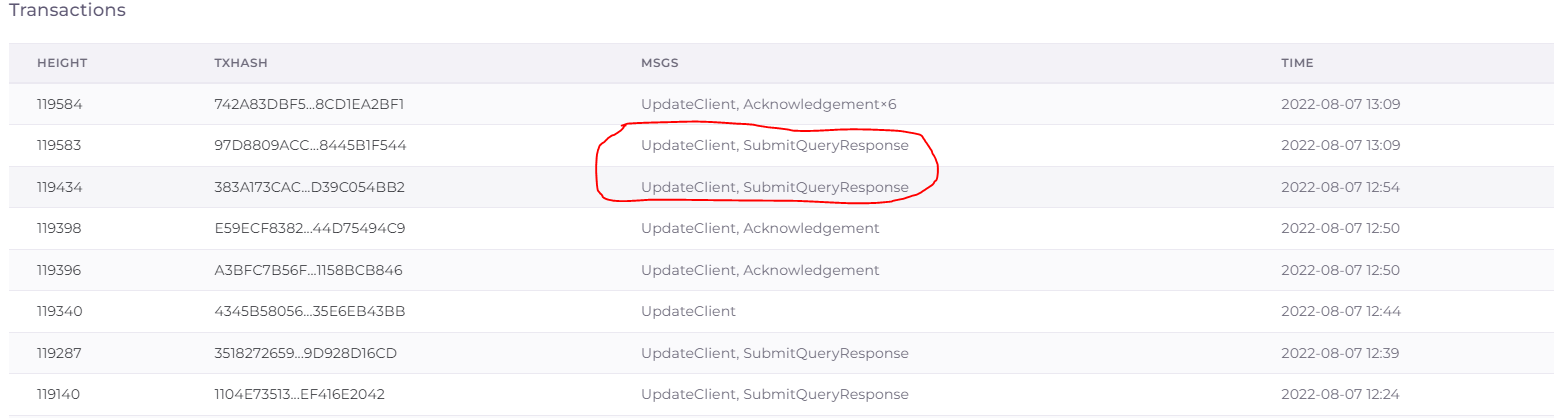 Transactions
HEIGHT TXHASH MSGS TIME
119584 742A83DBF5...8CD1EA2BF1 UpdateClient, Acknowledgement×6 2022-08-07 13:09
119583 97D8809ACC...8445B1F544 UpdateClient, SubmitQueryResponse 2022-08-07 13:09
119434 383A173CAC...D39C054BB2 UpdateClient, SubmitQueryResponse 2022-08-07 12:54
119398 E59ECF8382...44D75494C9 UpdateClient, Acknowledgement 2022-08-07 12:50
119396 A3BFC7B56F...1158BCB846 UpdateClient, Acknowledgement 2022-08-07 12:50
119340 4345B58056...35E6EB43BB UpdateClient 2022-08-07 12:44
119287 3518272659...9D928D16CD UpdateClient, SubmitQueryResponse 2022-08-07 12:39
119140 1104E73513...EF416E2042 UpdateClient, SubmitQueryResponse 2022-08-07 12:24